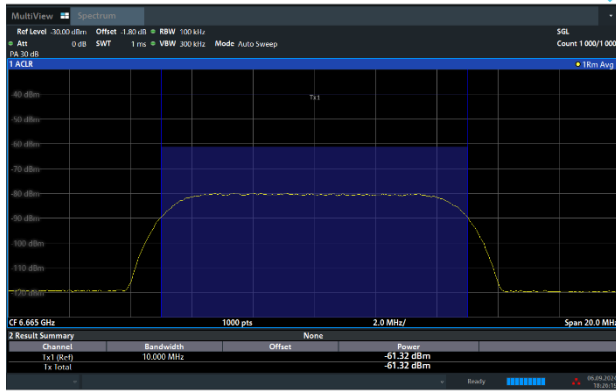 MultiView Spectrum
Ref Level -30.00 dBm Offset -1.80 dB RBW 100 kHz SGL
Att 0 dB SWT 1 ms VBW 300 kHz Mode Auto Sweep Count 1 000/1 000
PA 30 dB
1 ACLR 1Rm Avg
Tx1
-40 dBm
-50 dBm
-60 dBm
-70 dBm
-80 dBm
-90 dBm
-100 dBm
-110 dBm
-120 dBm
CF 6.665 GHz 1000 pts 2.0 MHz/ Span 20.0 MHz
2 Result Summary None
Channel Bandwidth Offset Power
Tx1 (Ref) 10.000 MHz -61.32 dBm
Tx Total -61.32 dBm
Ready